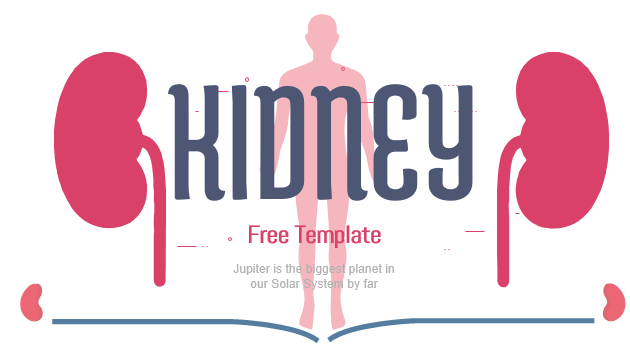 KIDNEY
Free Template
Jupiter is the biggest planet in
our Solar System by far